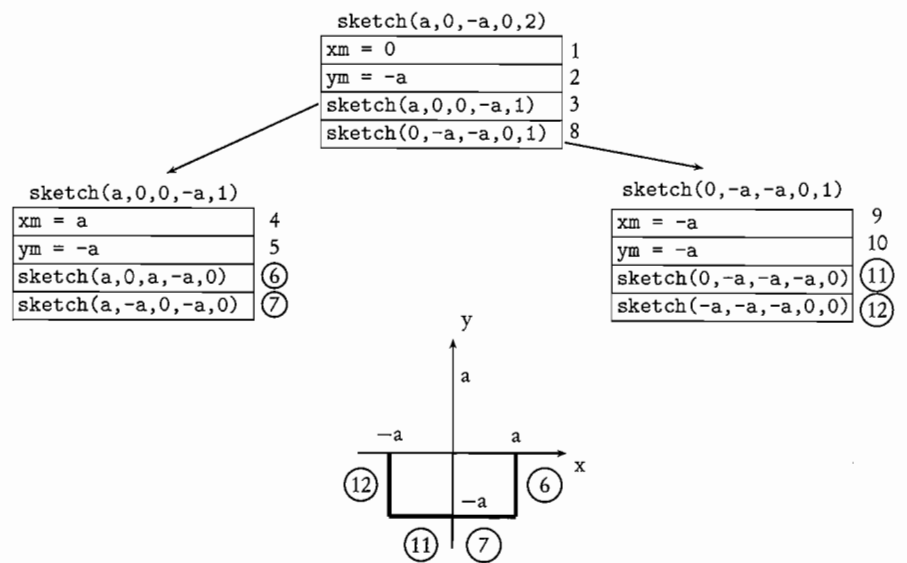 sketch(a,0,-a,0,2)
xm = 0 1
ym = -a 2
sketch(a,0,0,-a,1) 3
sketch(0,-a,-a,0,1) 8
sketch(a,0,0,-a,1)
xm = a 4
ym = -a 5
sketch(a,0,a,-a,0) 6
sketch(a,-a,0,-a,0) 7
sketch(0,-a,-a,0,1)
xm = -a 9
ym = -a 10
sketch(0,-a,-a,-a,0) 11
sketch(-a,-a,-a,0,0) 12
y
a
−a a
x
12 −a 6
11 7